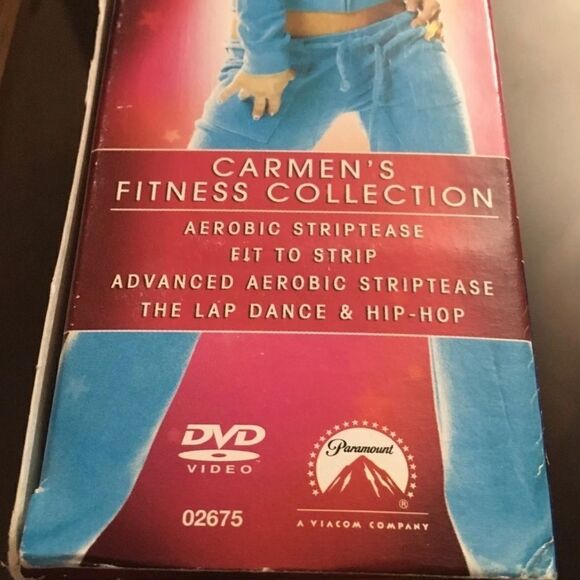 CARMEN'S
FITNESS COLLECTION
AEROBIC STRIPTEASE
FIT TO STRIP
ADVANCED AEROBIC STRIPTEASE
THE LAP DANCE & HIP-HOP
DVD
VIDEO
02675
Paramount
®
A VIACOM COMPANY